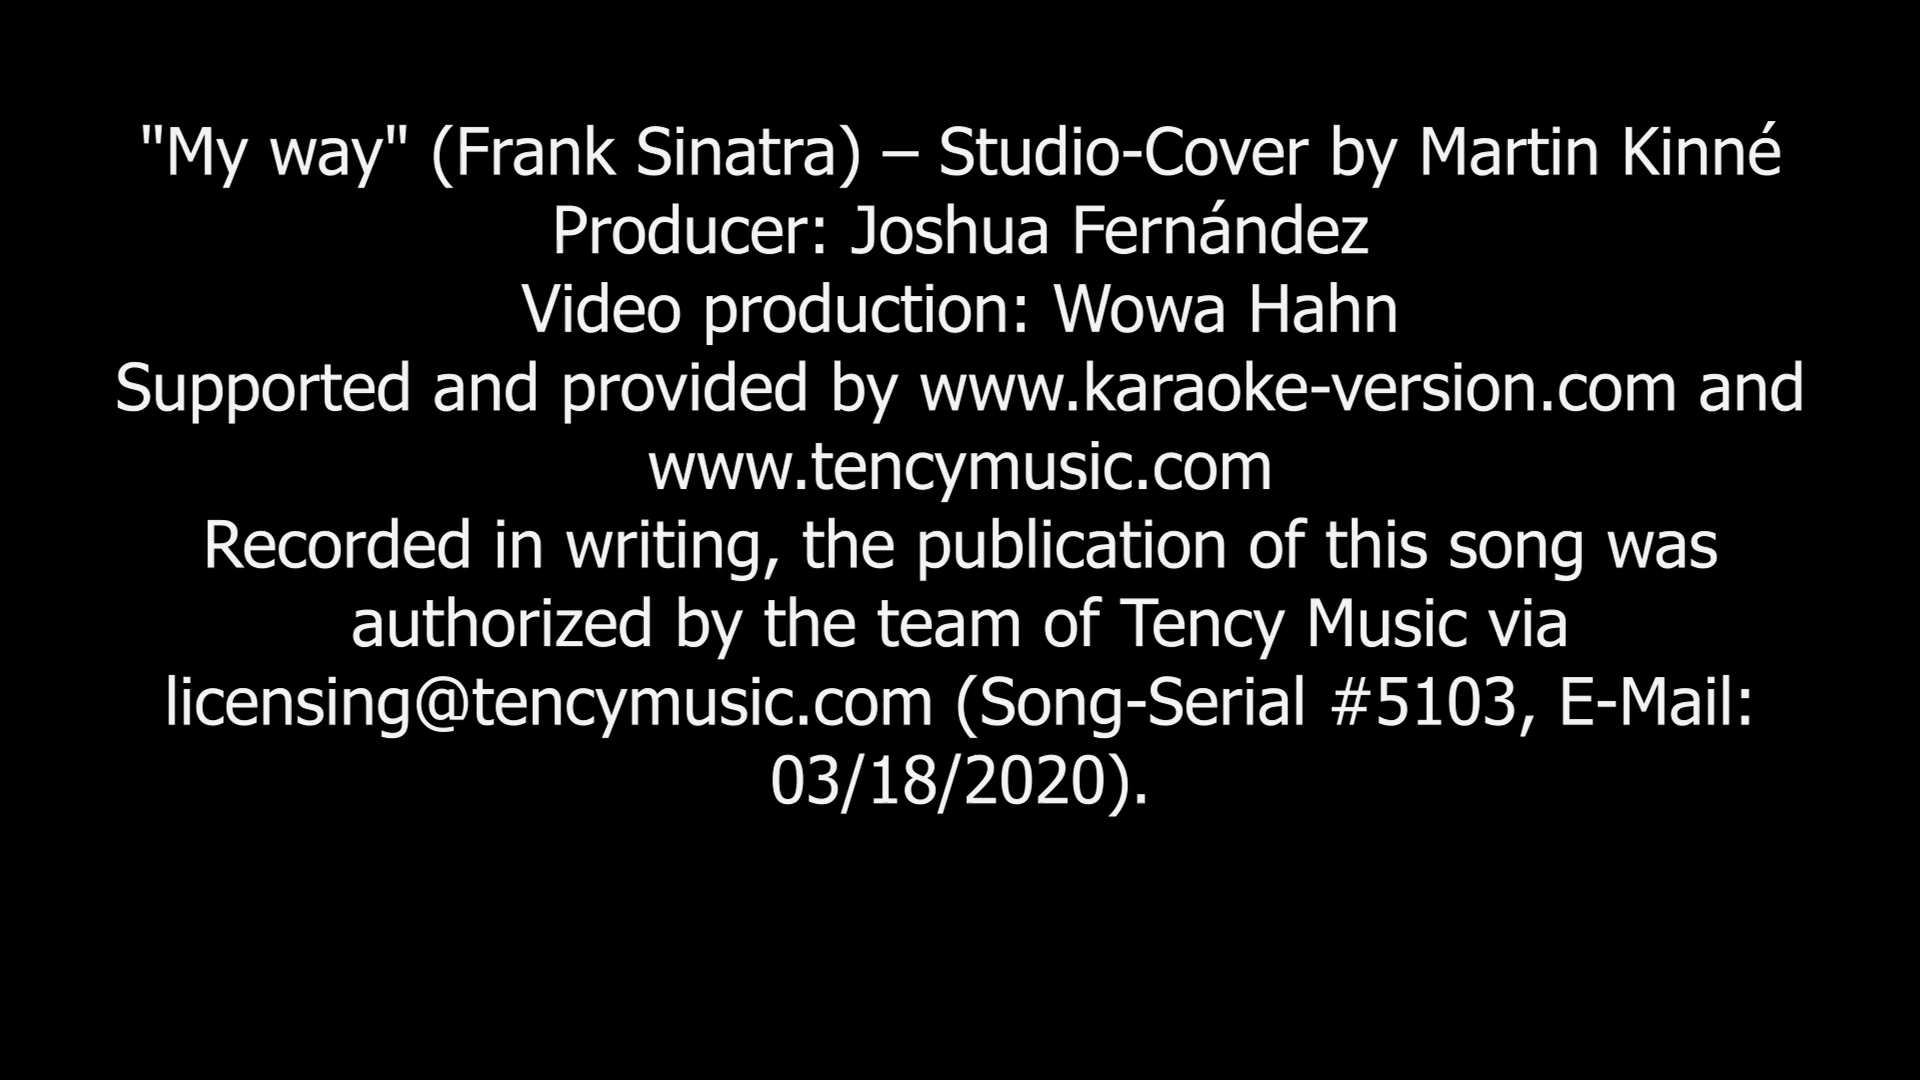 "My way" (Frank Sinatra) – Studio-Cover by Martin Kinné
Producer: Joshua Fernández
Video production: Wowa Hahn
Supported and provided by www.karaoke-version.com and
www.tencymusic.com
Recorded in writing, the publication of this song was
authorized by the team of Tency Music via
licensing@tencymusic.com (Song-Serial #5103, E-Mail:
03/18/2020).